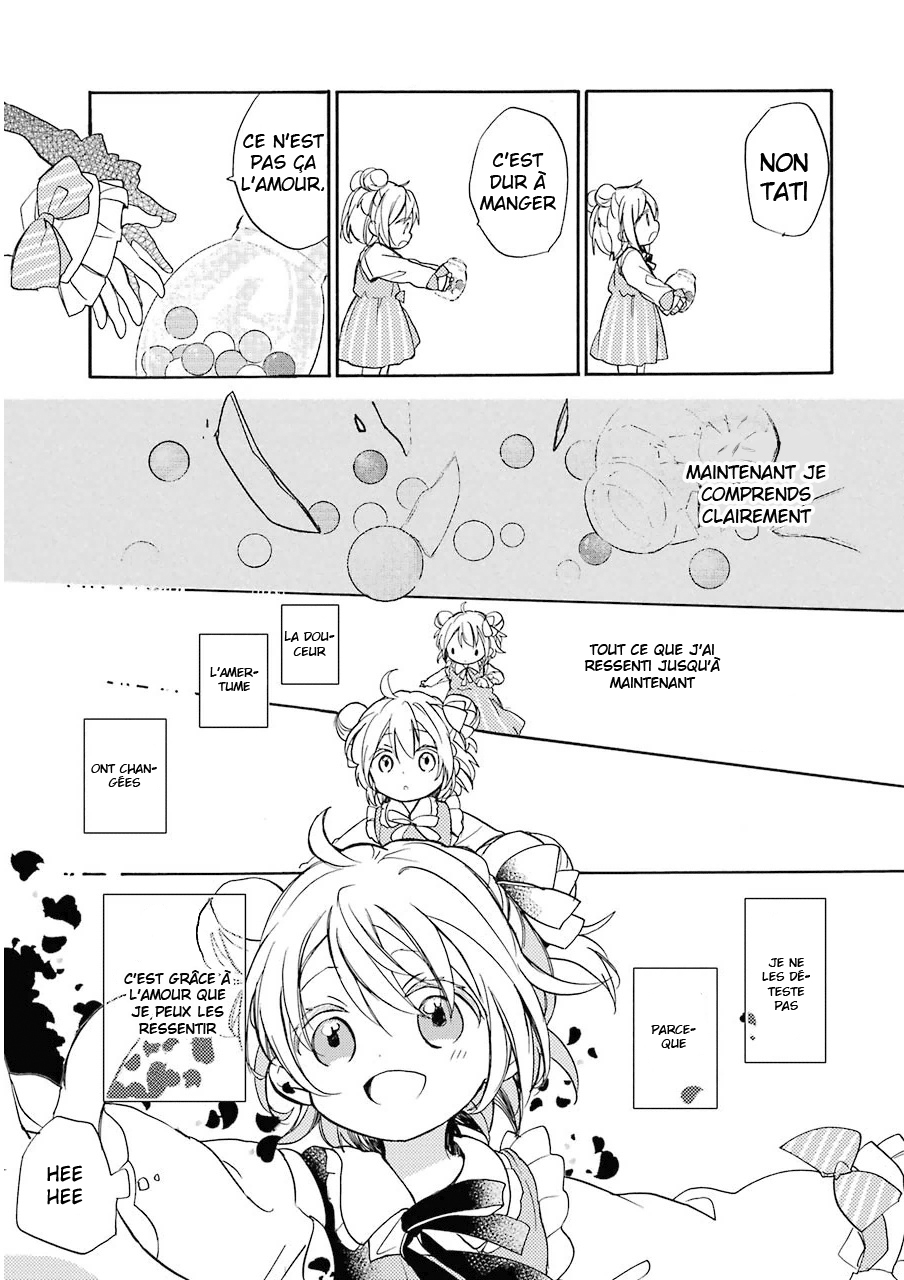 NON
TATI
C'EST
DUR À
MANGER
CE N'EST
PAS ÇA
L'AMOUR.
MAINTENANT JE
COMPRENDS
CLAIREMENT
TOUT CE QUE J'AI
RESSENTI JUSQU'À
MAINTENANT
LA DOU-
CEUR
L'AMER-
TUME
ONT CHAN-
GÉES
JE NE
LES DÉ-
TESTE
PAS
PARCE-
QUE
C'EST GRÂCE À
L'AMOUR QUE
JE PEUX LES
RESSENTIR
HEE
HEE